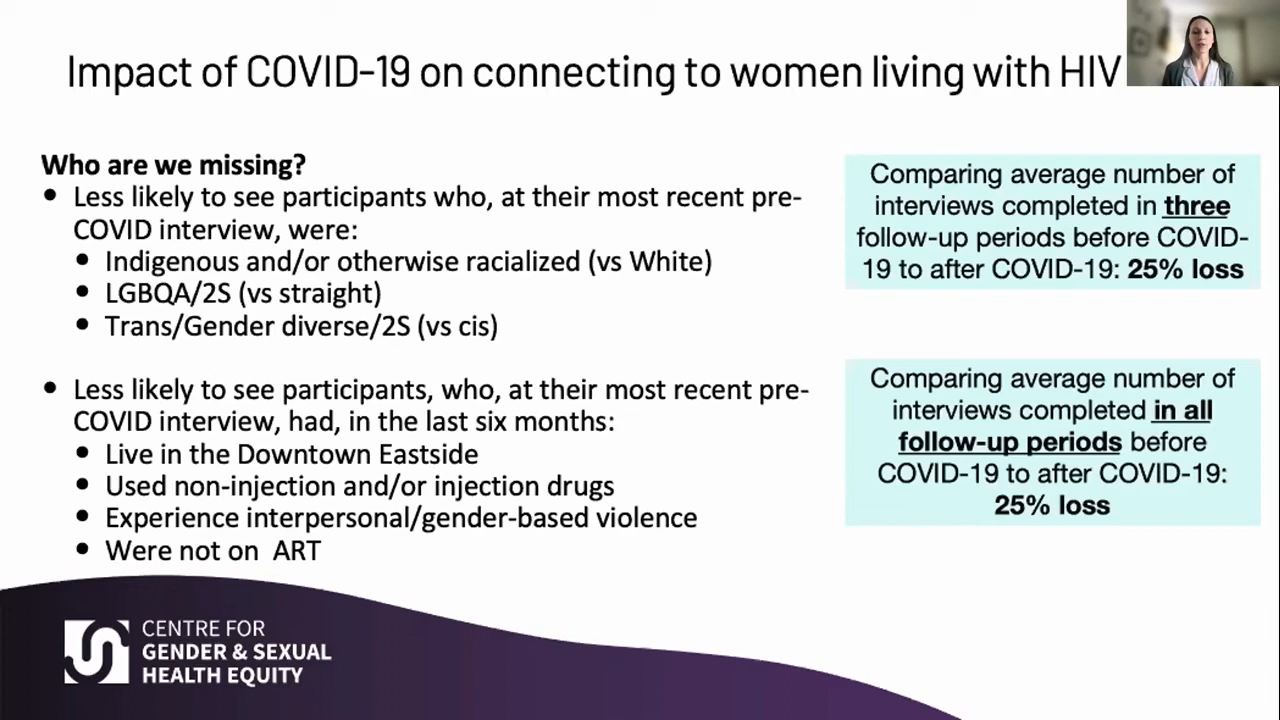 Impact of COVID-19 on connecting to women living with HIV
Who are we missing?
• Less likely to see participants who, at their most recent pre-
COVID interview, were:
• Indigenous and/or otherwise racialized (vs White)
• LGBQA/2S (vs straight)
• Trans/Gender diverse/2S (vs cis)
• Less likely to see participants, who, at their most recent pre-
COVID interview, had, in the last six months:
• Live in the Downtown Eastside
• Used non-injection and/or injection drugs
• Experience interpersonal/gender-based violence
• Were not on ART
Comparing average number of
interviews completed in three
follow-up periods before COVID-
19 to after COVID-19: 25% loss
Comparing average number of
interviews completed in all
follow-up periods before
COVID-19 to after COVID-19:
25% loss
CENTRE FOR
GENDER & SEXUAL
HEALTH EQUITY